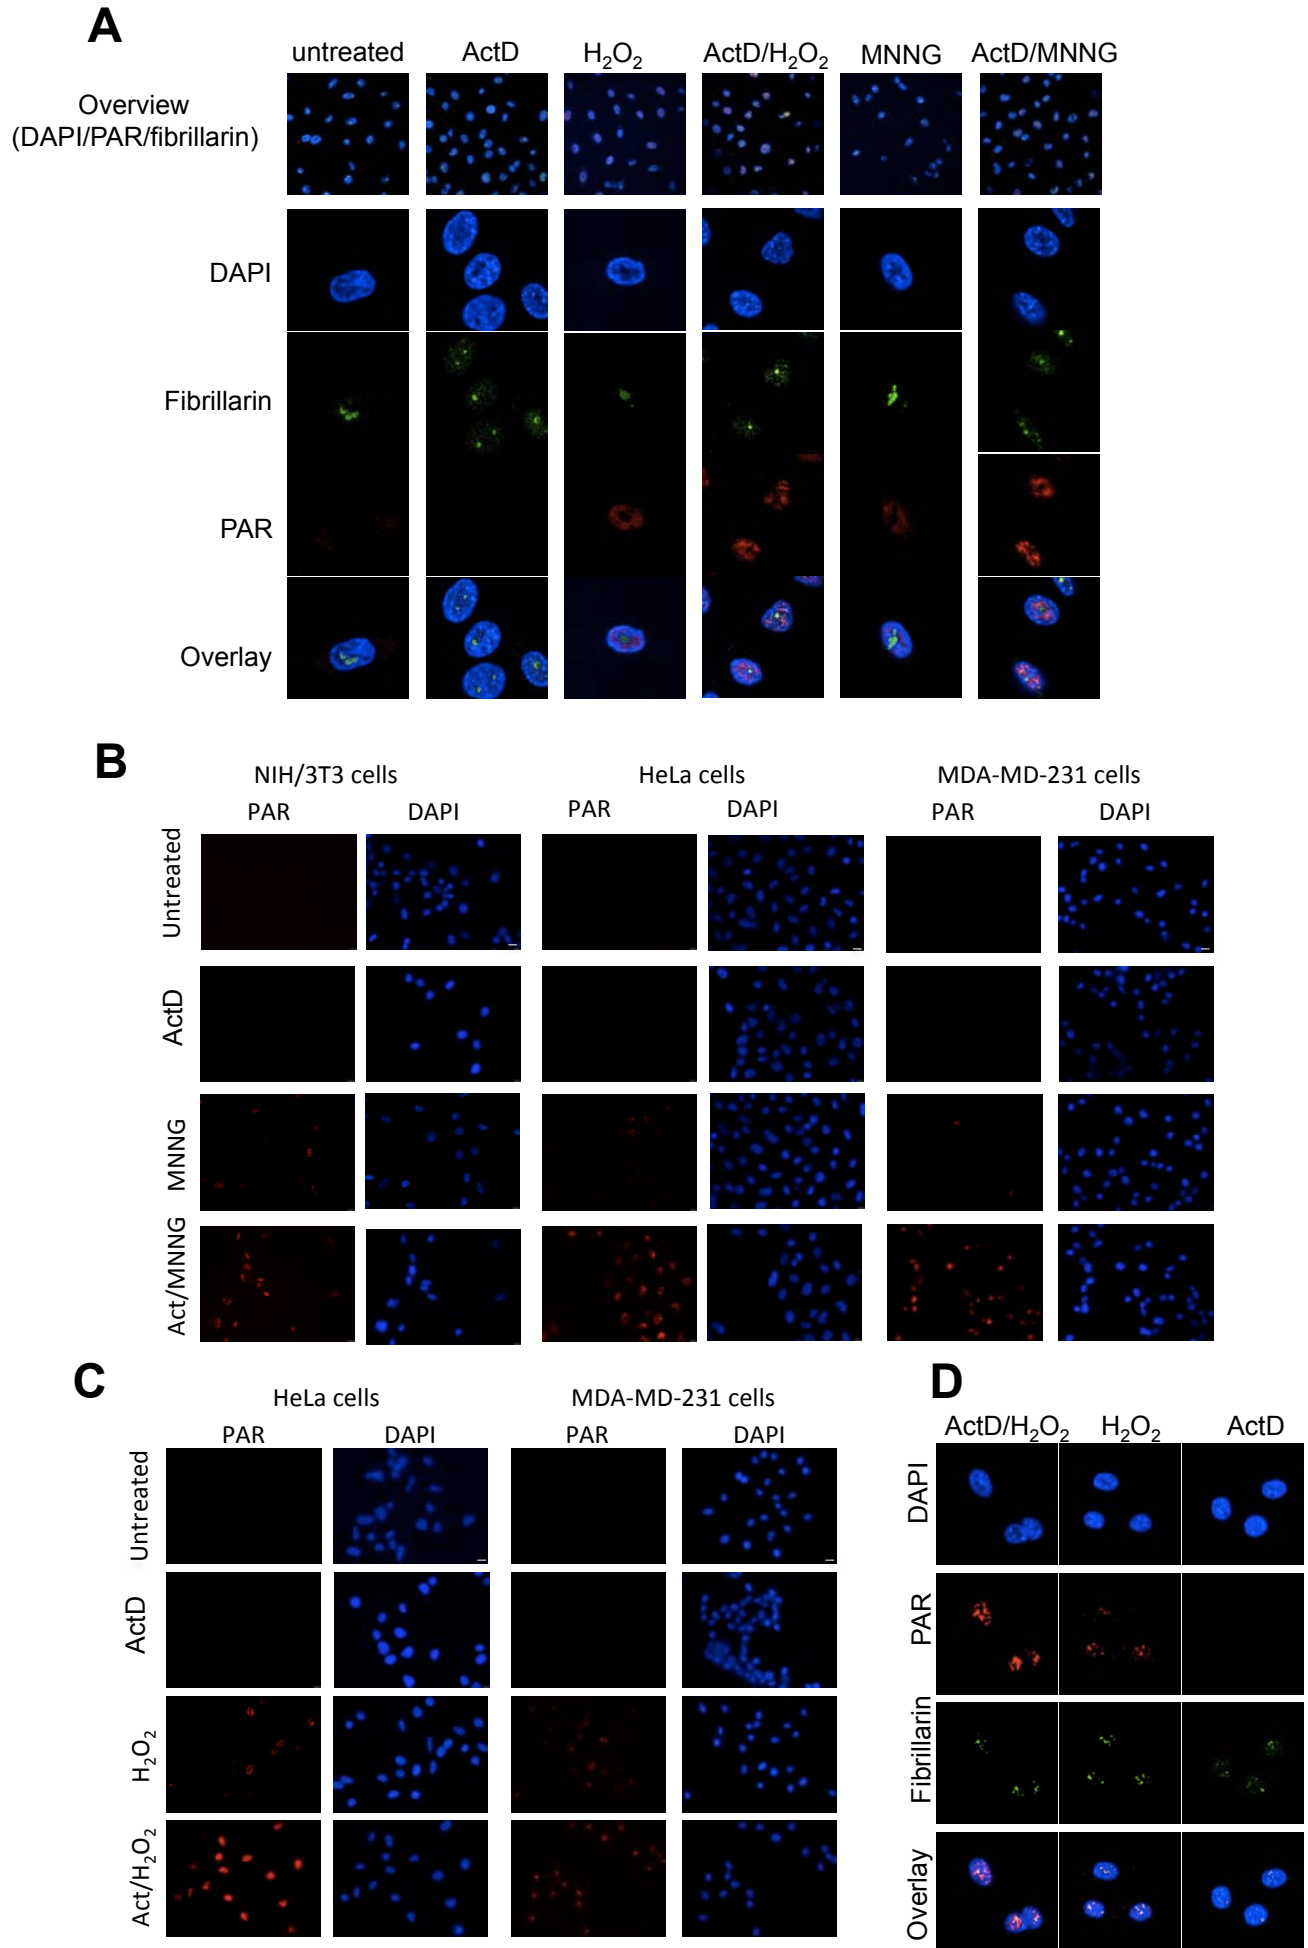 A
untreated ActD H₂O₂ ActD/H₂O₂ MNNG ActD/MNNG
Overview
(DAPI/PAR/fibrillarin)
DAPI
Fibrillarin
PAR
Overlay
B
NIH/3T3 cells HeLa cells MDA-MD-231 cells
PAR DAPI PAR DAPI PAR DAPI
Untreated
ActD
MNNG
Act/MNNG
C
HeLa cells MDA-MD-231 cells
PAR DAPI PAR DAPI
Untreated
ActD
H₂O₂
Act/H₂O₂
D
ActD/H₂O₂ H₂O₂ ActD
DAPI
PAR
Fibrillarin
Overlay